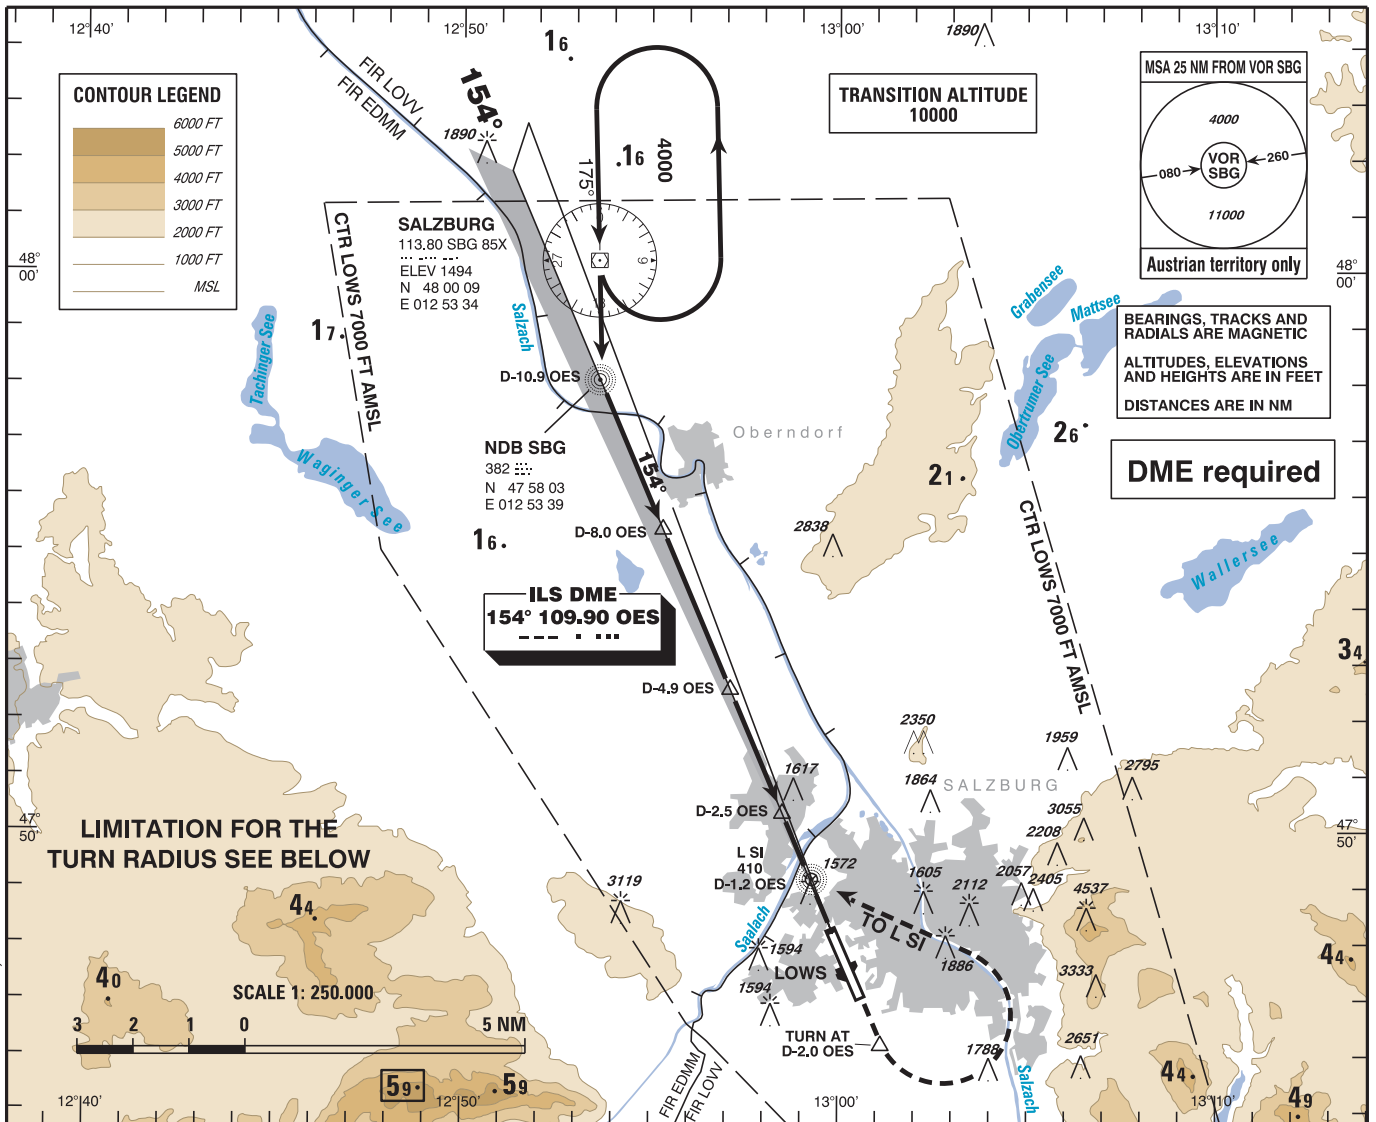 12°40'
12°50'
13°00'
13°10'
1890
16
CONTOUR LEGEND
6000 FT
5000 FT
4000 FT
3000 FT
2000 FT
1000 FT
MSL
FIR LOVV
FIR EDMM
154°
1890
175°
.16
4000
TRANSITION ALTITUDE
10000
MSA 25 NM FROM VOR SBG
4000
VOR
SBG
080
260
11000
Austrian territory only
SALZBURG
113.80 SBG 85X
ELEV 1494
N 48 00 09
E 012 53 34
27
9
18
48°
00'
48°
00'
Grabensee
Mattsee
Obertrumer See
BEARINGS, TRACKS AND
RADIALS ARE MAGNETIC
ALTITUDES, ELEVATIONS
AND HEIGHTS ARE IN FEET
DISTANCES ARE IN NM
Tachinger See
17.
CTR LOWS 7000 FT AMSL
Salzach
D-10.9 OES
Waginger See
NDB SBG
382
N 47 58 03
E 012 53 39
154°
Oberndorf
26
21.
DME required
16.
D-8.0 OES
2838
CTR LOWS 7000 FT AMSL
Wallersee
ILS DME
154° 109.90 OES
34
D-4.9 OES
2350
1959
2795
1617
1864
SALZBURG
D-2.5 OES
3055
2208
47°
50'
47°
50'
LIMITATION FOR THE
TURN RADIUS SEE BELOW
L SI
410
D-1.2 OES
1572
1605
2112
2057
2405
4537
3119
44
TO L SI
Saalach
1594
1886
LOWS
1594
3333
44
40
SCALE 1: 250.000
3
2
1
0
5 NM
TURN AT
D-2.0 OES
1788
2651
Salzach
44
59
59
FIR EDMM
FIR LOVV
49
12°40'
12°50'
13°00'
13°10'